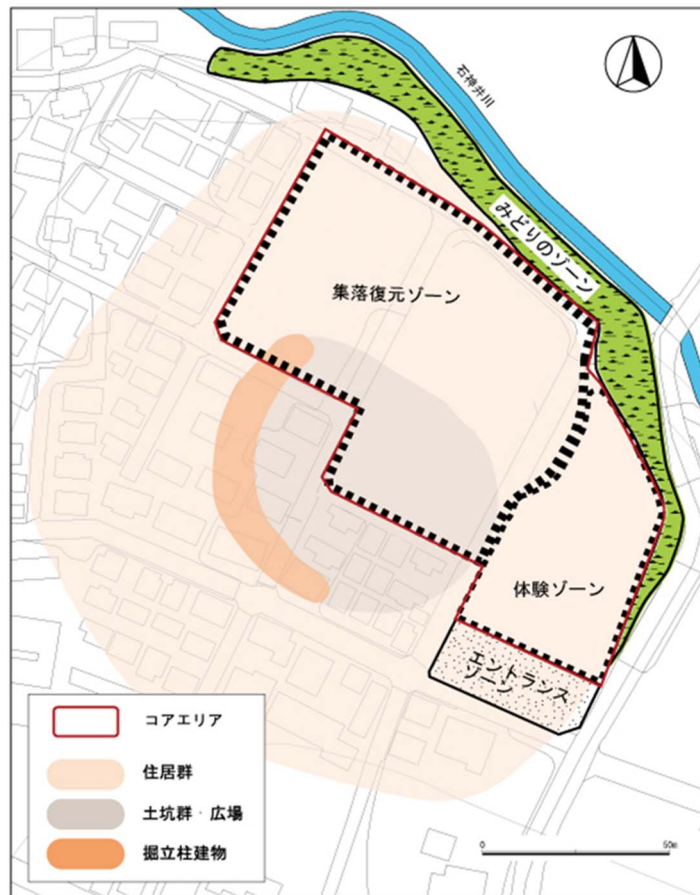 石神井川
みどりのゾーン
集落復元ゾーン
体験ゾーン
エントランス
ゾーン
コアエリア
住居群
土坑群・広場
掘立柱建物
0 50m